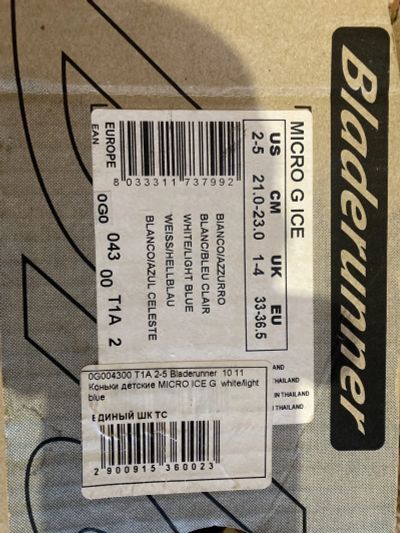 Bladerunner
MICRO G ICE
US CM UK EU
2-5 21.0-23.0 1-4 33-36.5
BIANCO/AZZURRO
BLANC/BLEU CLAIR
WHITE/LIGHT BLUE
WEISS/HELLBLAU
BLANCO/AZUL CELESTE
8 033311 737992
EUROPE
EAN
0G0 043 00 T1A 2
AND
THAILAND
IN THAILAND
THAILAND
0G004300 T1A 2-5 Bladerunner 10 11
Коньки детские MICRO ICE G white/light
blue
ЕДИНЫЙ ШК ТС
2 900915 360023